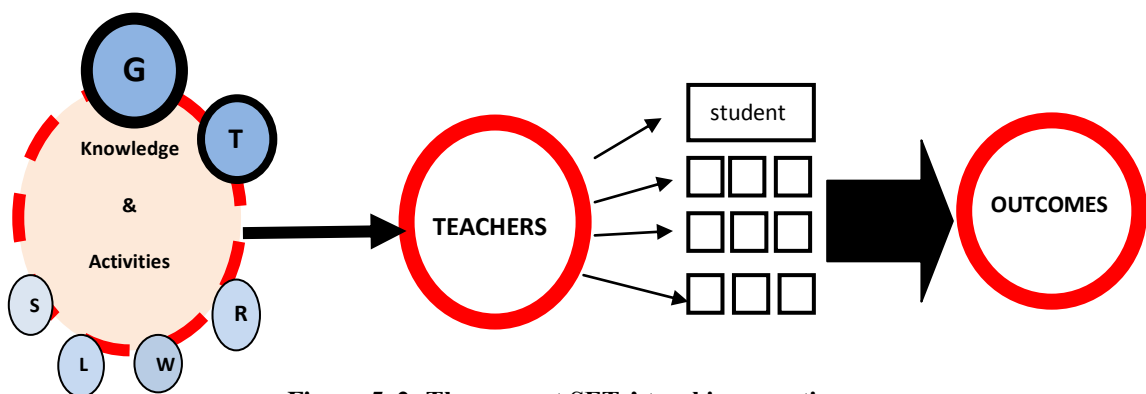 G
T
Knowledge
&
Activities
S
L
W
R
TEACHERS
student
OUTCOMES